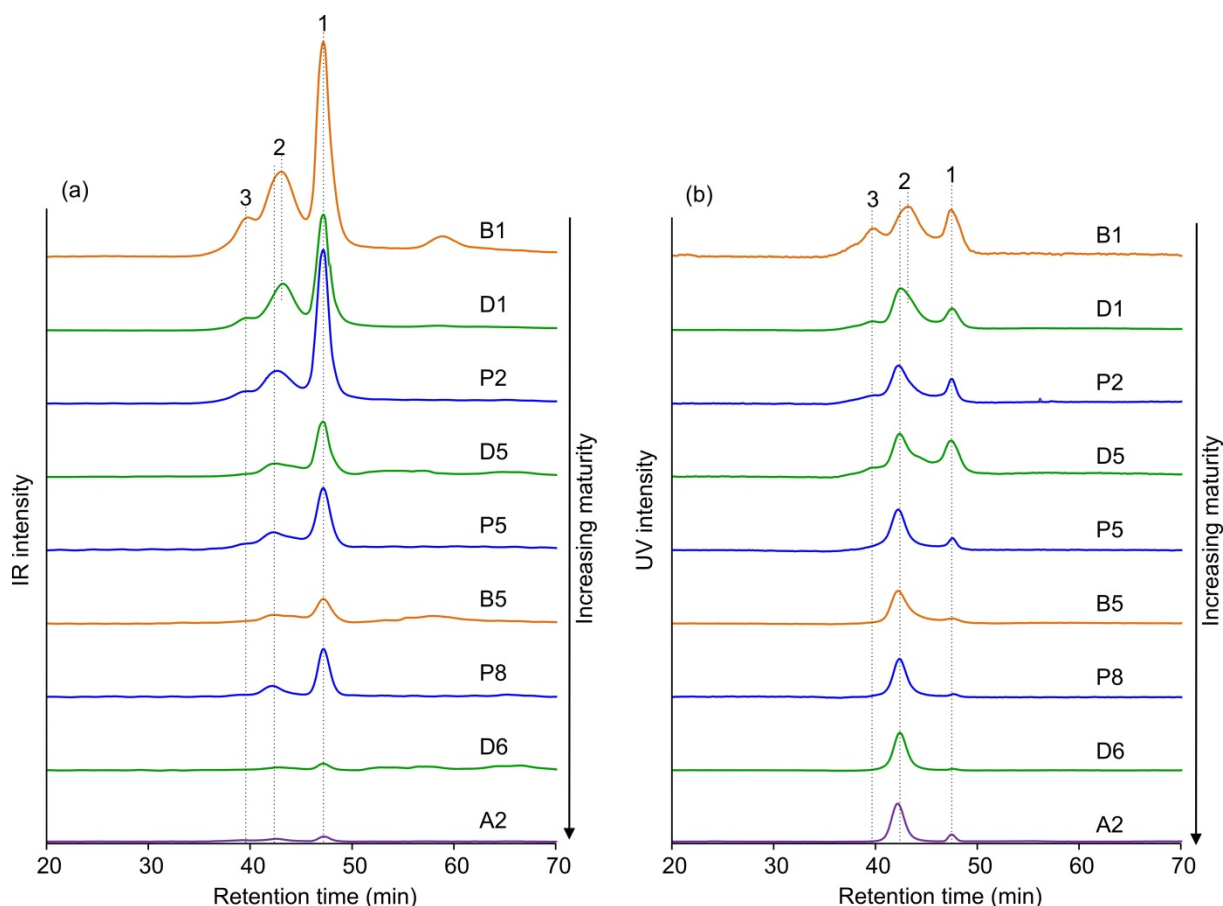 (a)
3
2
1
B1
D1
P2
D5
P5
B5
P8
D6
A2
IR intensity
Increasing maturity
20 30 40 50 60 70
Retention time (min)
(b)
3
2
1
B1
D1
P2
D5
P5
B5
P8
D6
A2
UV intensity
Increasing maturity
20 30 40 50 60 70
Retention time (min)